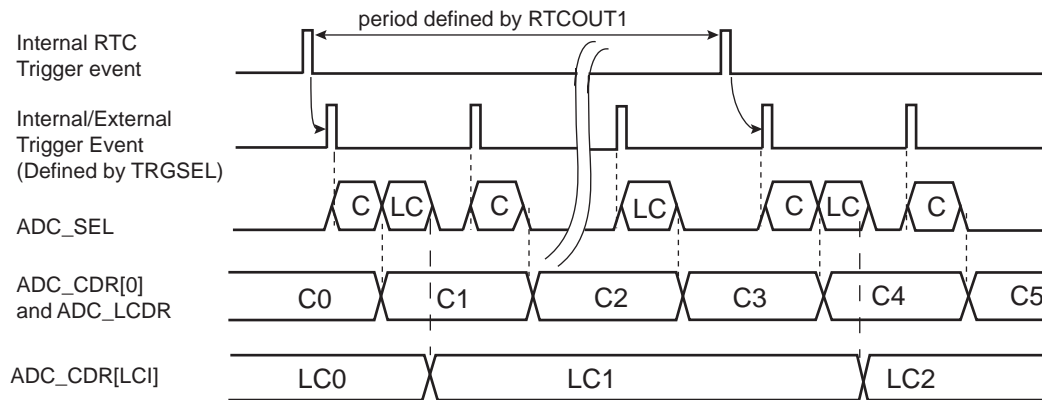 period defined by RTCOUT1
Internal RTC
Trigger event
Internal/External
Trigger Event
(Defined by TRGSEL)
ADC_SEL
C LC C LC C LC C
ADC_CDR[0]
and ADC_LCDR
C0 C1 C2 C3 C4 C5
ADC_CDR[LCI]
LC0 LC1 LC2